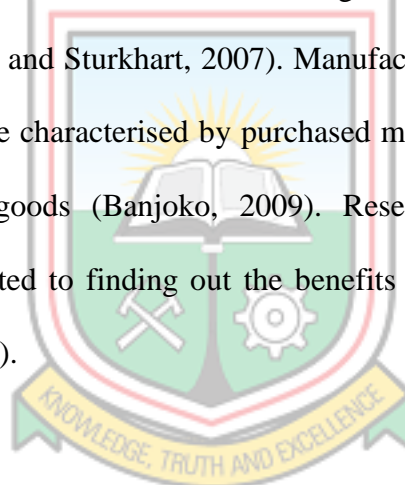 and Sturkhart, 2007). Manufac
e characterised by purchased m
goods (Banjoko, 2009). Rese
ted to finding out the benefits
).
KNOWLEDGE, TRUTH AND EXCELLENCE